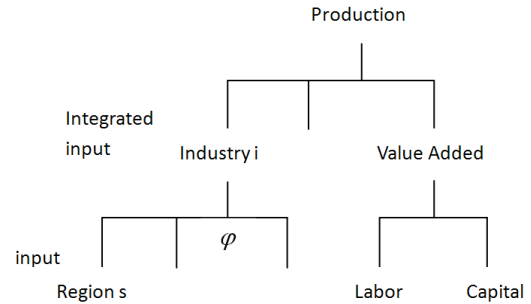 Production
Integrated
input
Industry i
Value Added
φ
input
Region s
Labor
Capital